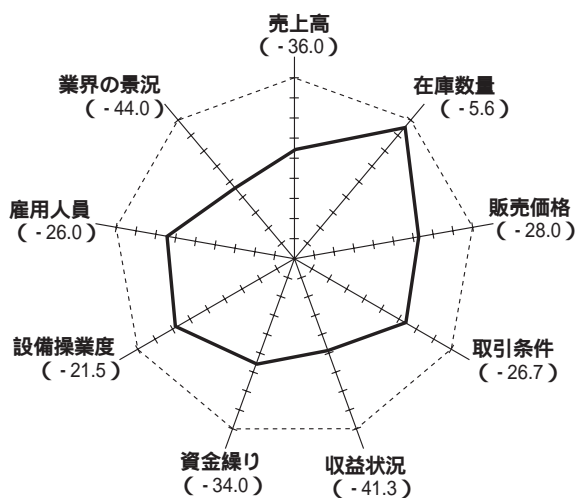 売上高
( - 36.0)
在庫数量
( - 5.6)
販売価格
( - 28.0)
取引条件
( - 26.7)
収益状況
( - 41.3)
資金繰り
( - 34.0)
設備操業度
( - 21.5)
雇用人員
( - 26.0)
業界の景況
( - 44.0)